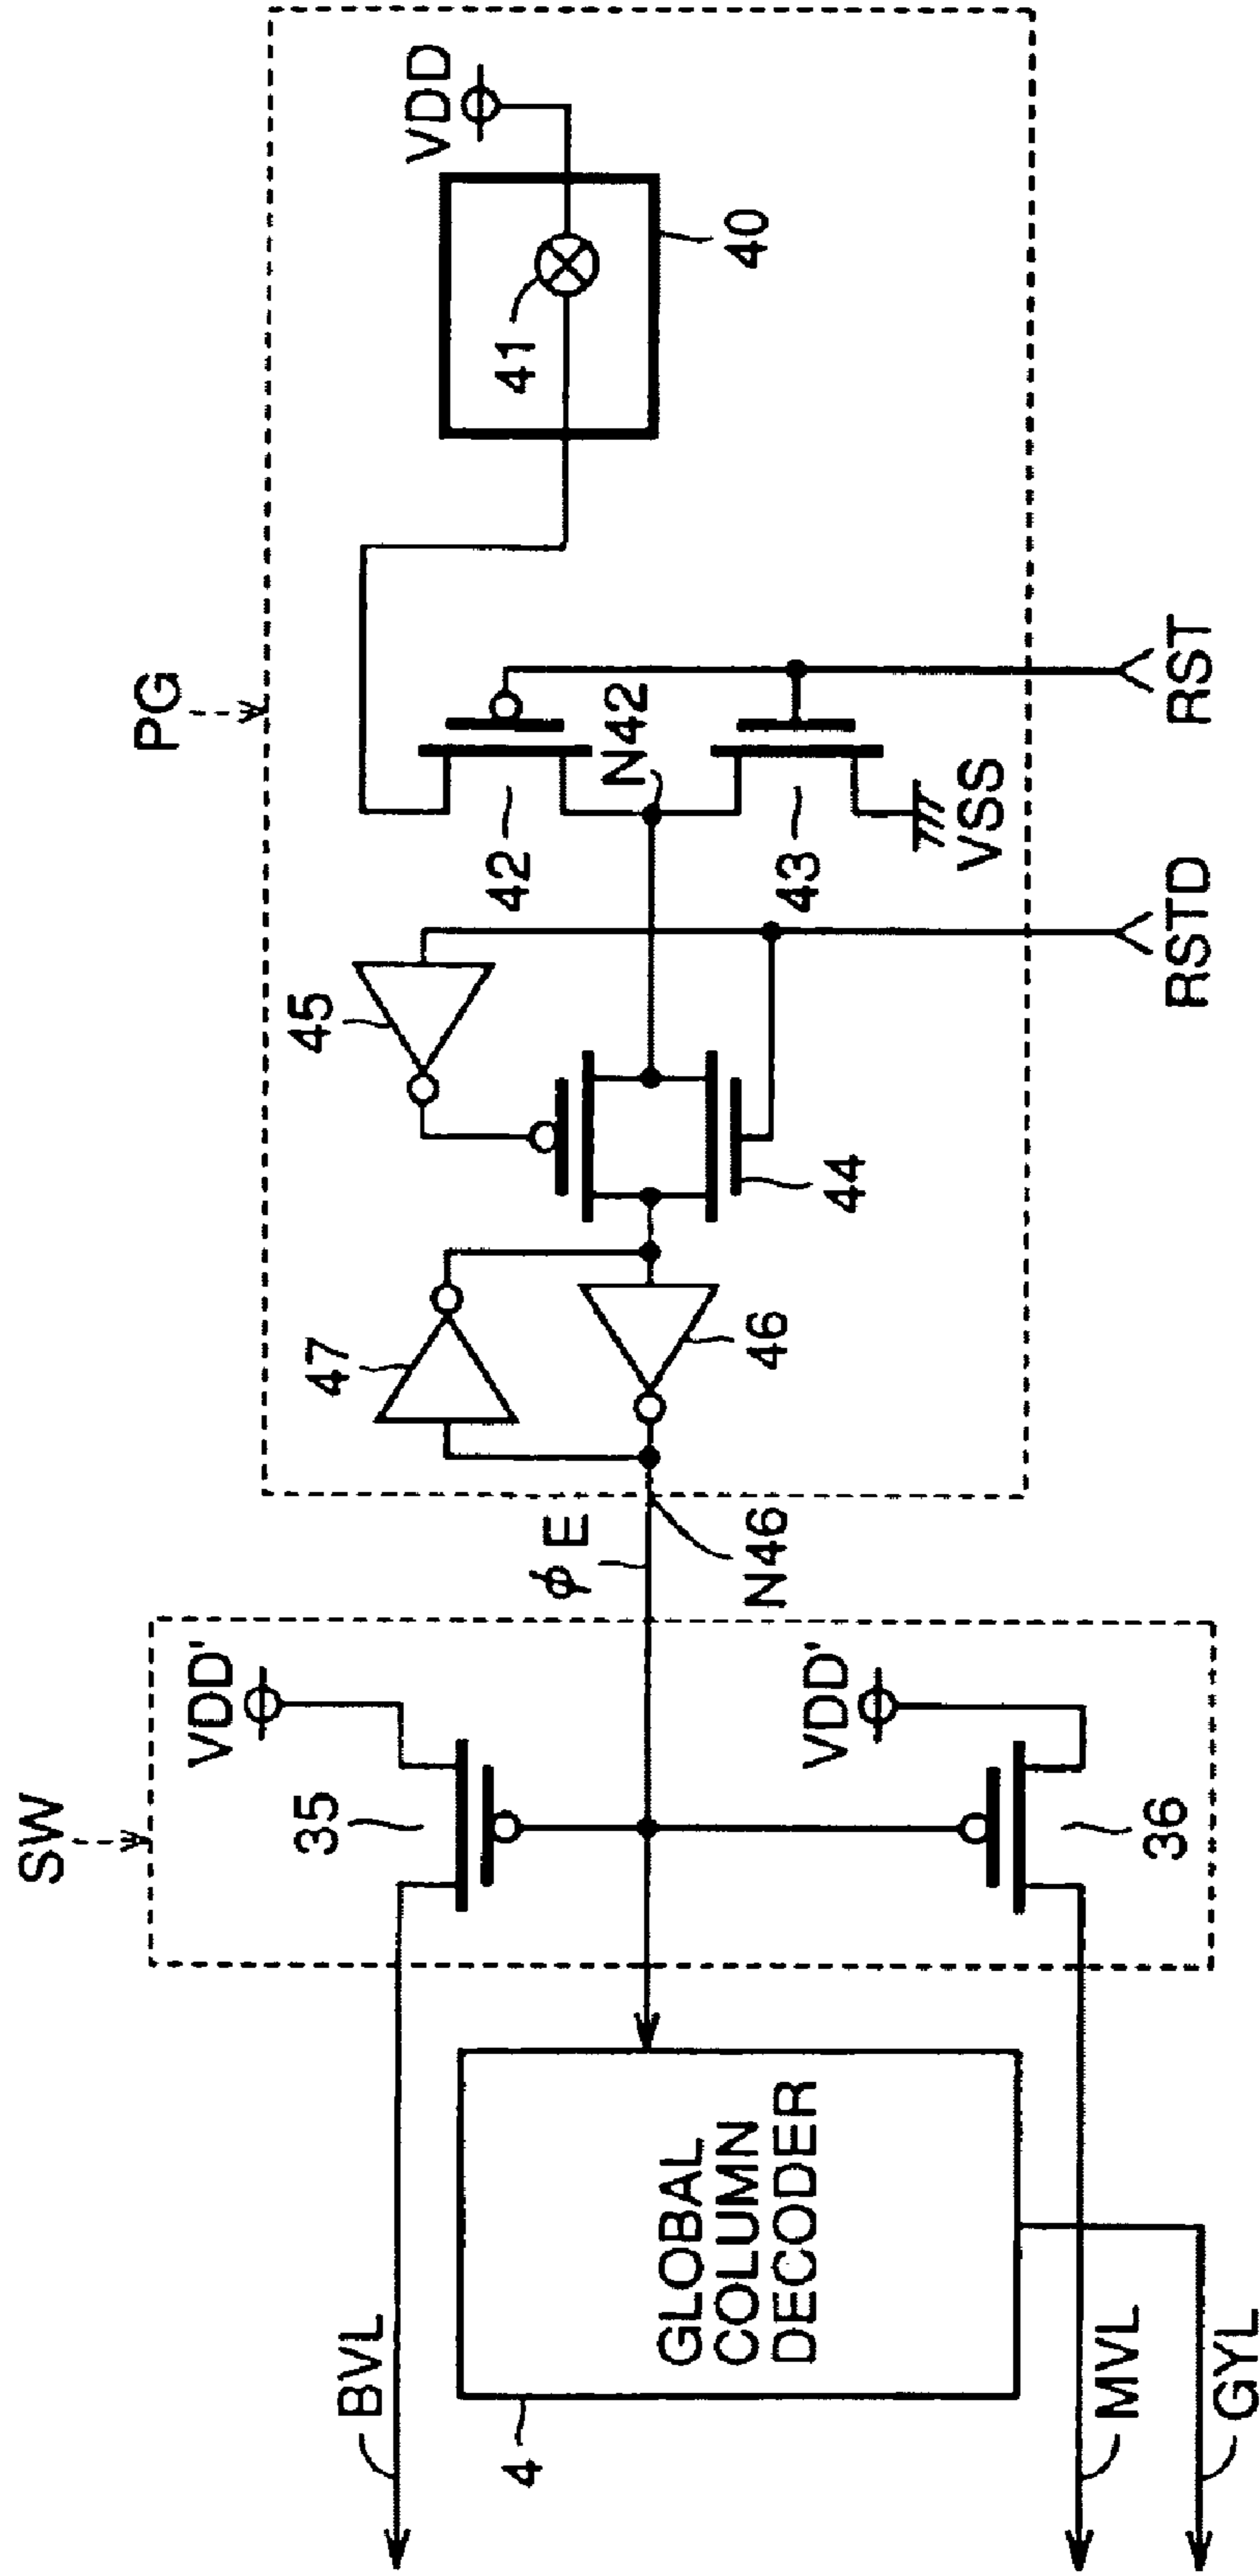 SW
PG
VDD'
35
BVL
φE
47
45
42
N42
41
VDD
40
GLOBAL
COLUMN
DECODER
4
N46
46
44
43
VSS
VDD'
36
MVL
GYL
RSTD
RST